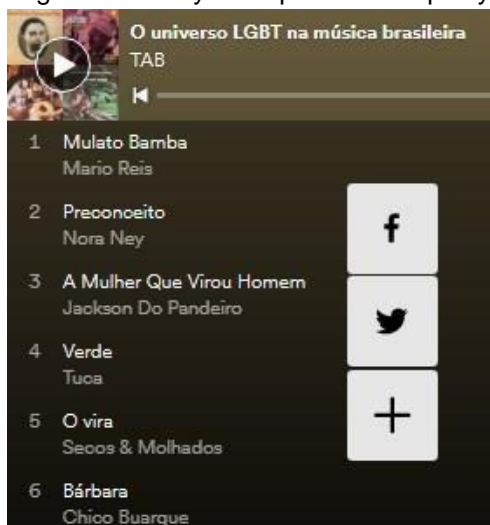 O universo LGBT na música brasileira
TAB
1 Mulato Bamba
Mario Reis
2 Preconceito
Nora Ney
3 A Mulher Que Virou Homem
Jackson Do Pandeiro
4 Verde
Tuca
5 O vira
Secos & Molhados
6 Bárbara
Chico Buarque